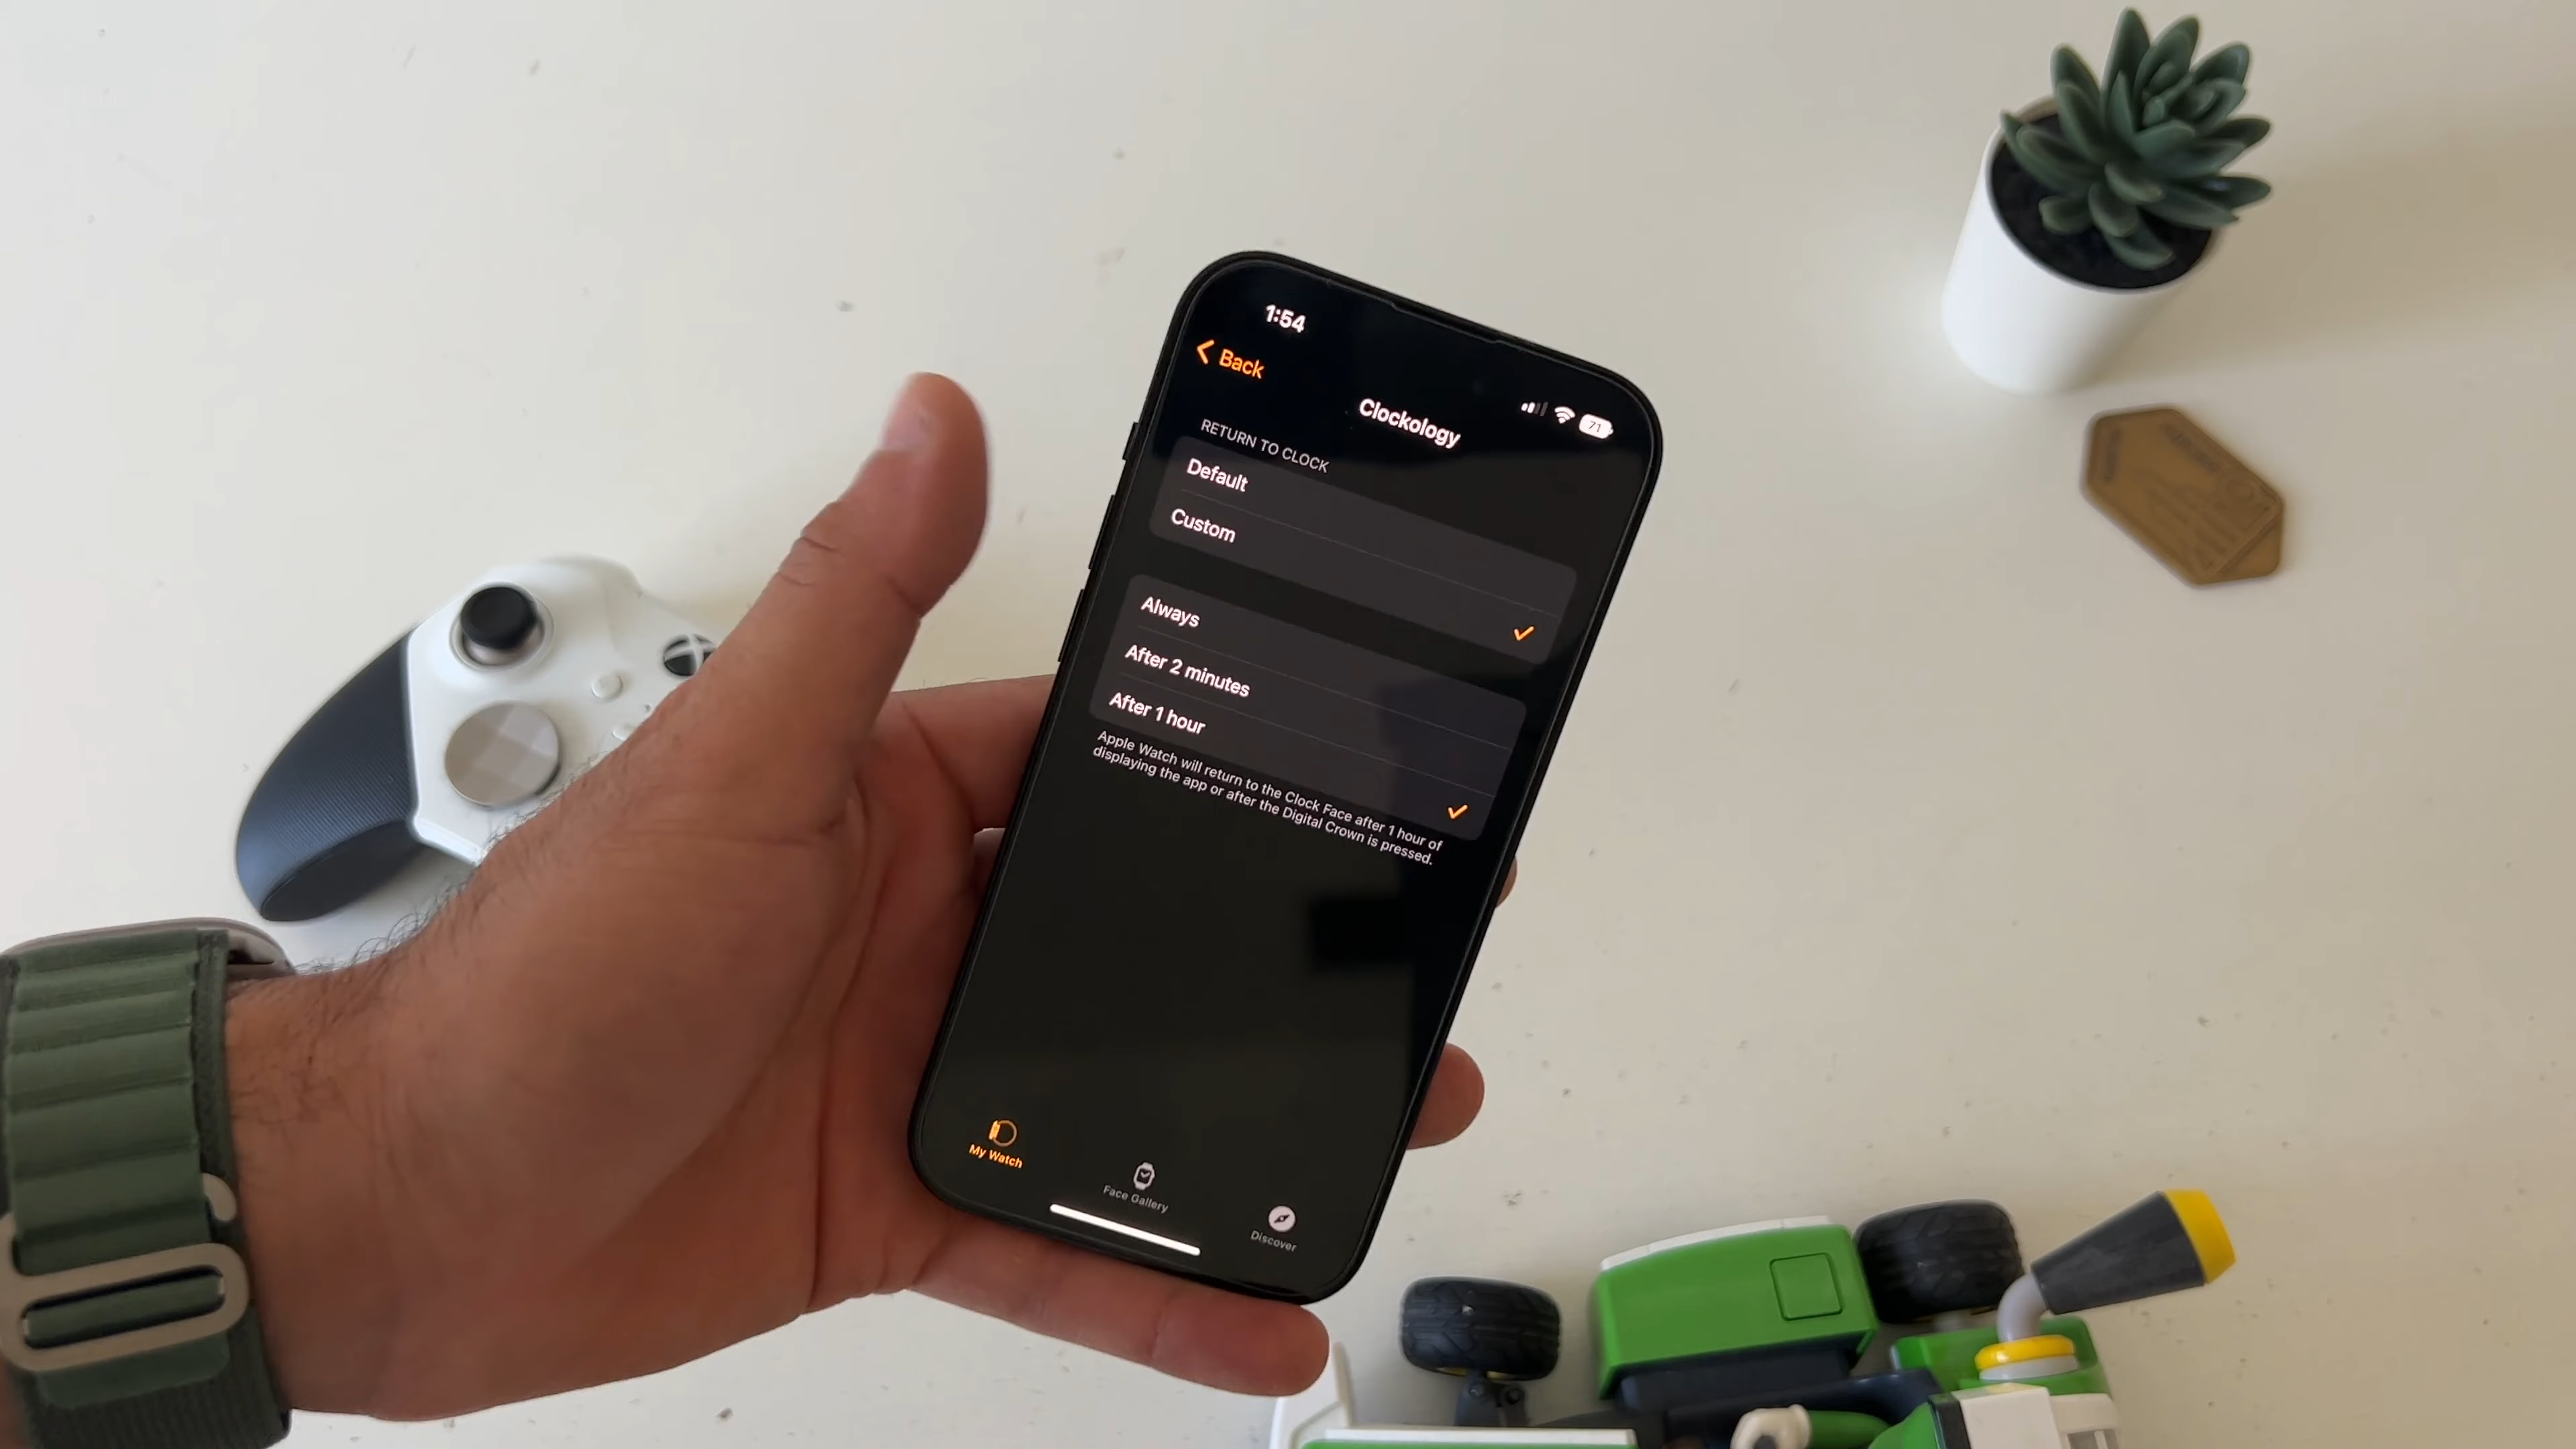 1:54
71
Back
Clockology
RETURN TO CLOCK
Default
Custom
Always
After 2 minutes
After 1 hour
Apple Watch will return to the Clock Face after 1 hour of
displaying the app or after the Digital Crown is pressed.
My Watch
Face Gallery
Discover